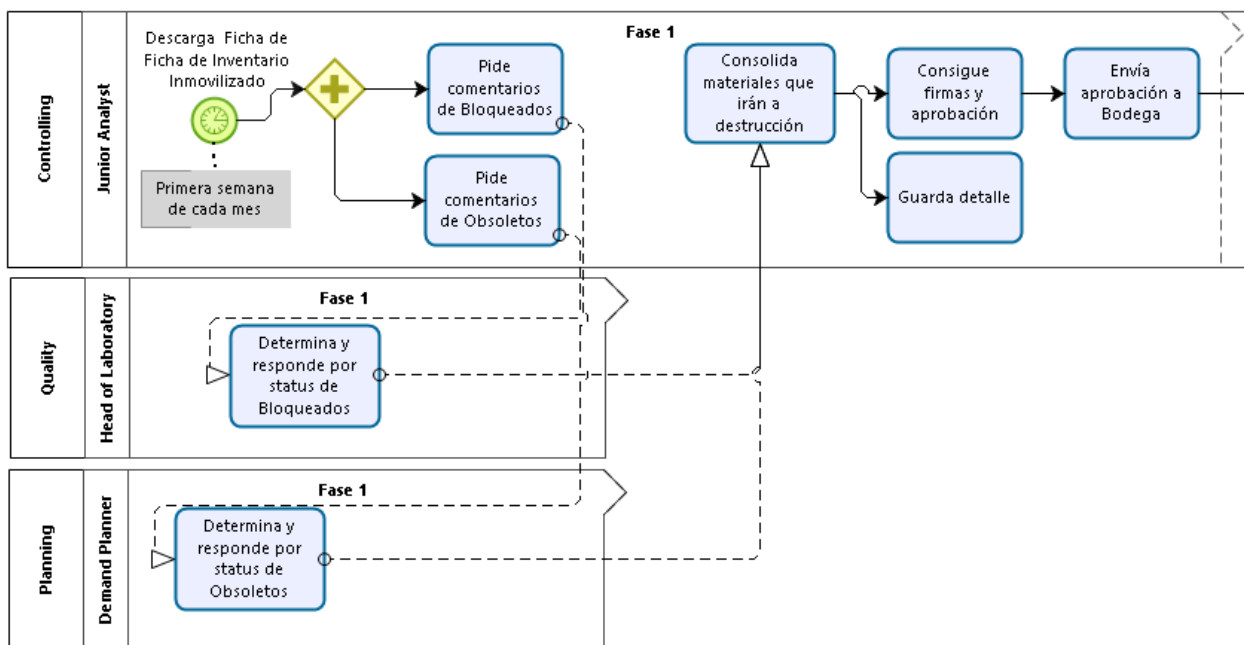 Controlling
Junior Analyst
Fase 1
Descarga Ficha de
Ficha de Inventario
Inmovilizado
Primera semana
de cada mes
Pide
comentarios
de Bloqueados
Pide
comentarios
de Obsoletos
Consolida
materiales que
irán a
destrucción
Consigue
firmas y
aprobación
Envía
aprobación a
Bodega
Guarda detalle
Quality
Head of Laboratory
Fase 1
Determina y
responde por
status de
Bloqueados
Planning
Demand Planner
Fase 1
Determina y
responde por
status de
Obsoletos